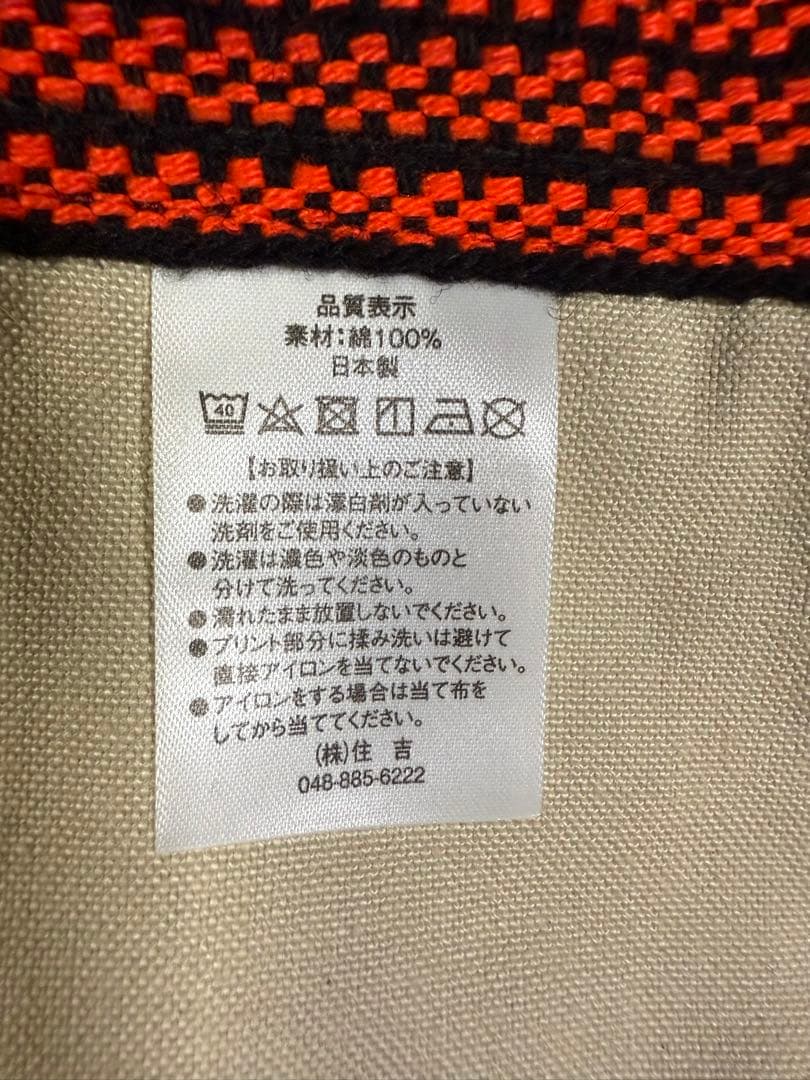 品質表示
素材：綿100%
日本製
40
【お取り扱い上のご注意】
●洗濯の際は漂白剤が入っていない
洗剤をご使用ください。
●洗濯は濃色や淡色のものと
分けて洗ってください。
●濡れたまま放置しないでください。
●プリント部分に揉み洗いは避けて
直接アイロンを当てないでください。
●アイロンをする場合は当て布を
してから当ててください。
(株)住 吉
048-885-6222